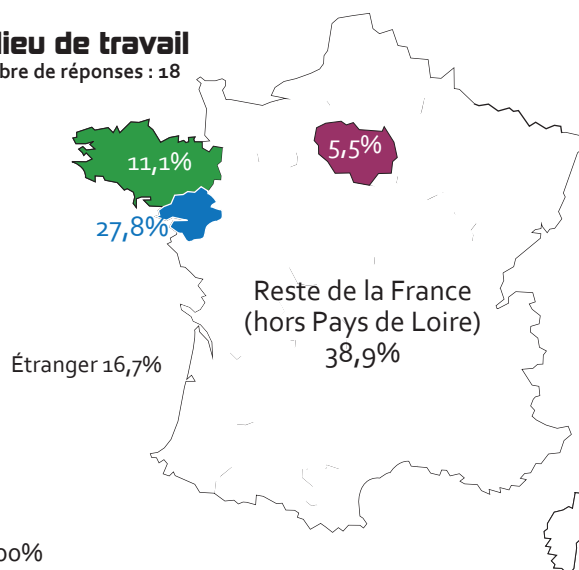 lieu de travail
bre de réponses : 18
11,1%
5,5%
27,8%
Reste de la France
(hors Pays de Loire)
38,9%
Étranger 16,7%
00%